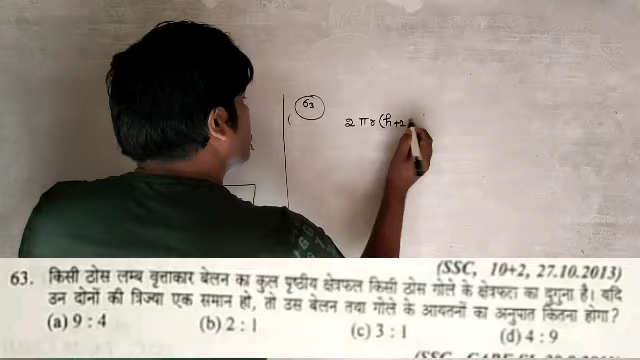 63
2πr(h+r
(SSC, 10+2, 27.10.2013)
63. किसी ठोस लम्ब वृत्ताकार बेलन का कुल पृष्ठीय क्षेत्रफल किसी ठोस गोले के क्षेत्रफल का दुगुना है। यदि
उन दोनों की त्रिज्या एक समान हो, तो उस बेलन तथा गोले के आयतनों का अनुपात कितना होगा?
(a) 9 : 4 (b) 2 : 1 (c) 3 : 1 (d) 4 : 9